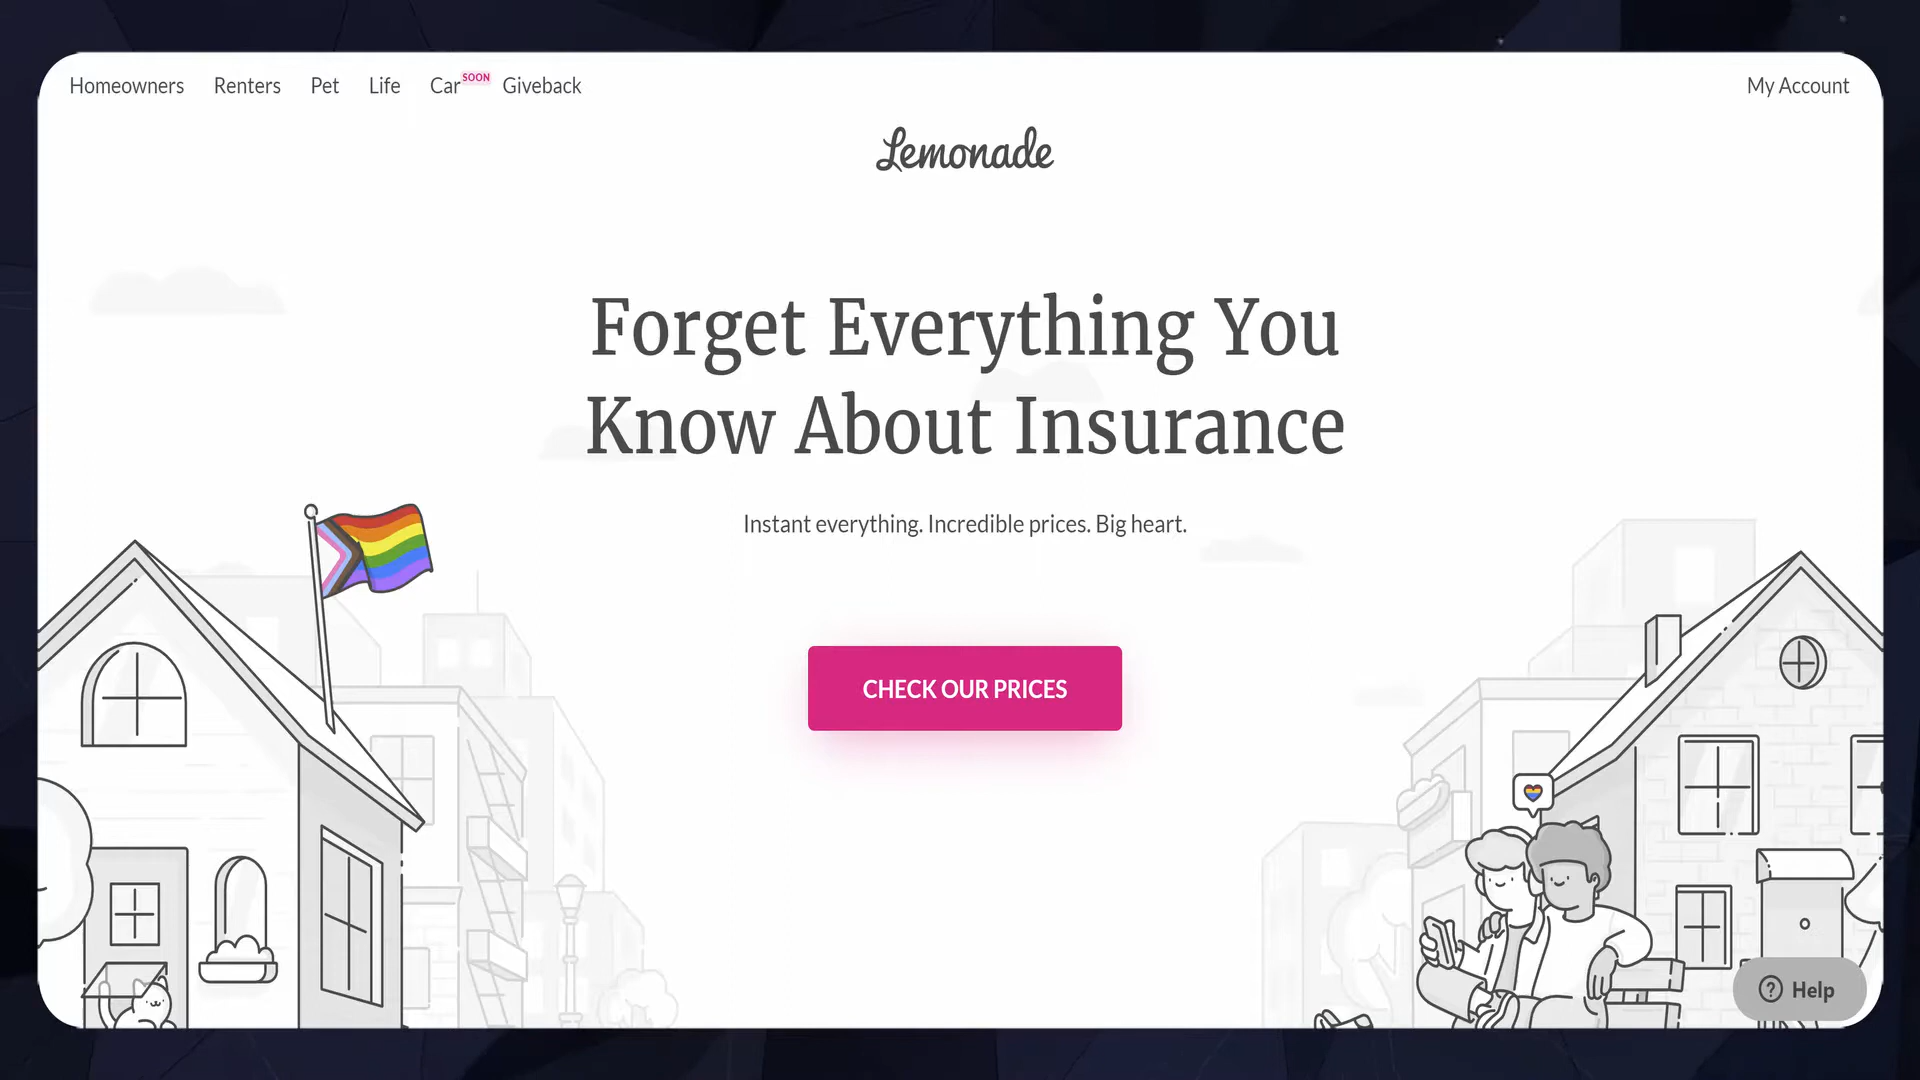 Homeowners Renters Pet Life Car SOON Giveback My Account
Lemonade
Forget Everything You
Know About Insurance
Instant everything. Incredible prices. Big heart.
CHECK OUR PRICES
? Help